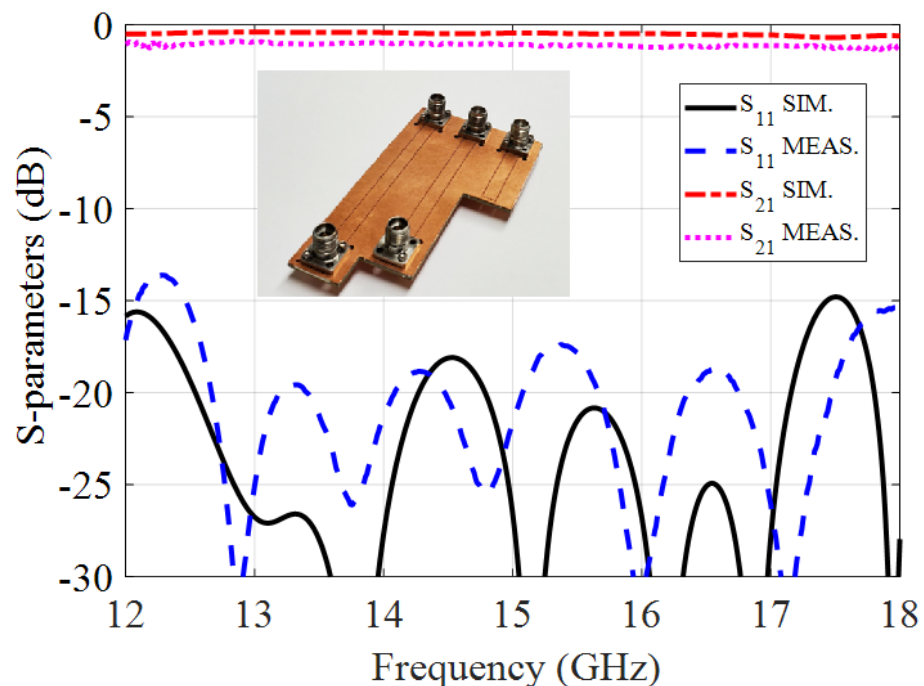 S-parameters (dB)
0
-5
-10
-15
-20
-25
-30
12
13
14
15
16
17
18
Frequency (GHz)
S11 SIM.
S11 MEAS.
S21 SIM.
S21 MEAS.